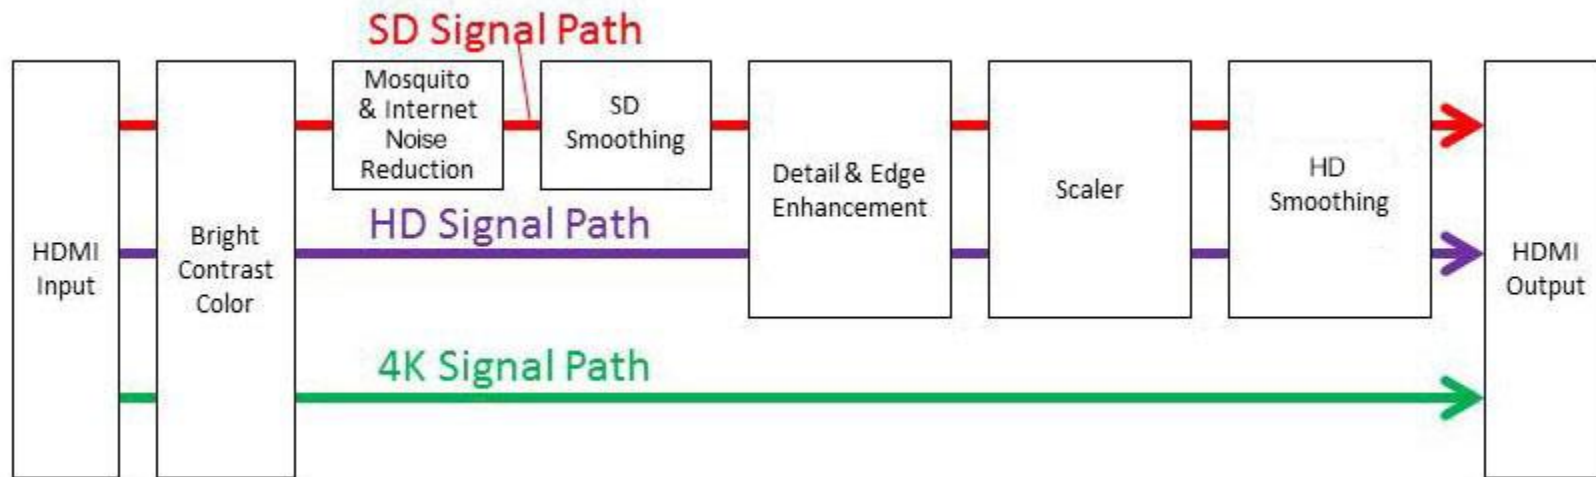 SD Signal Path
HDMI
Input
Bright
Contrast
Color
Mosquito
& Internet
Noise
Reduction
SD
Smoothing
HD Signal Path
4K Signal Path
Detail & Edge
Enhancement
Scaler
HD
Smoothing
HDMI
Output